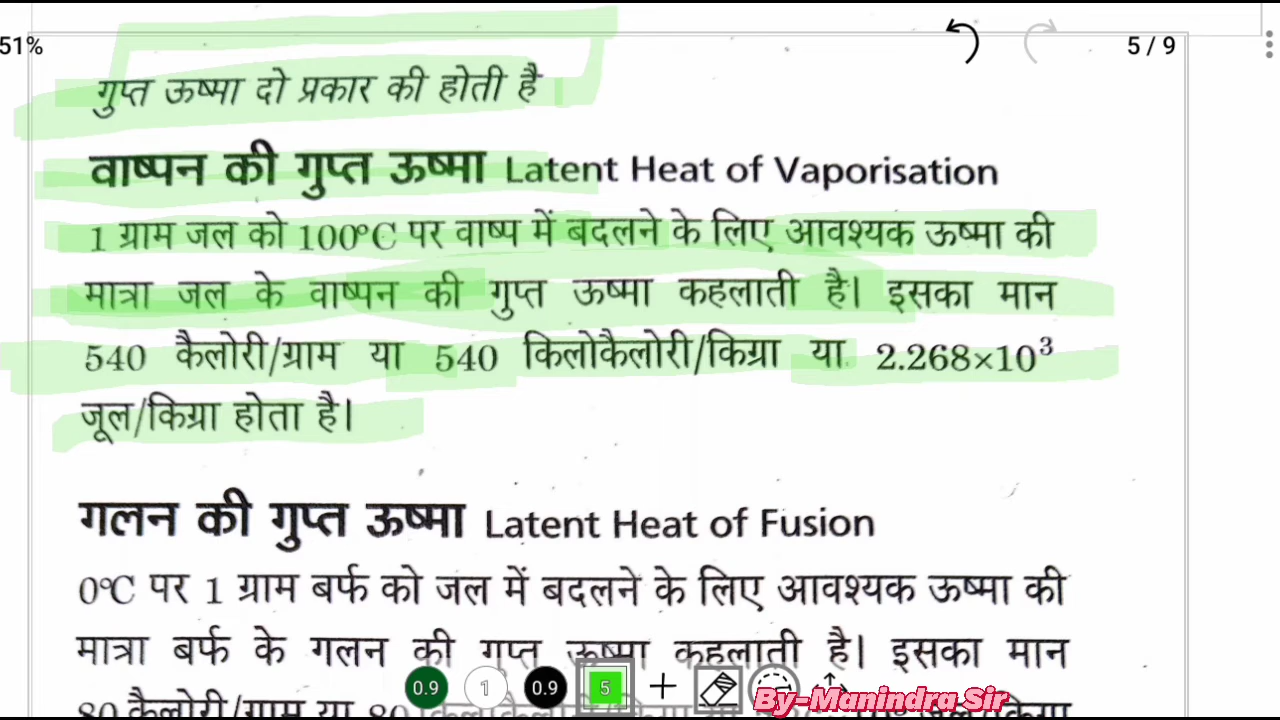 51%
5 / 9
गुप्त ऊष्मा दो प्रकार की होती है
वाष्पन की गुप्त ऊष्मा Latent Heat of Vaporisation
1 ग्राम जल को 100°C पर वाष्प में बदलने के लिए आवश्यक ऊष्मा की
मात्रा जल के वाष्पन की गुप्त ऊष्मा कहलाती है। इसका मान
540 कैलोरी/ग्राम या 540 किलोकैलोरी/किग्रा या 2.268×10³
जूल/किग्रा होता है।
गलन की गुप्त ऊष्मा Latent Heat of Fusion
0°C पर 1 ग्राम बर्फ को जल में बदलने के लिए आवश्यक ऊष्मा की
मात्रा बर्फ के गलन की गुप्त ऊष्मा कहलाती है। इसका मान
80 कैलोरी/ग्राम या 80
0.9 1 0.9 5
By-Manindra Sir